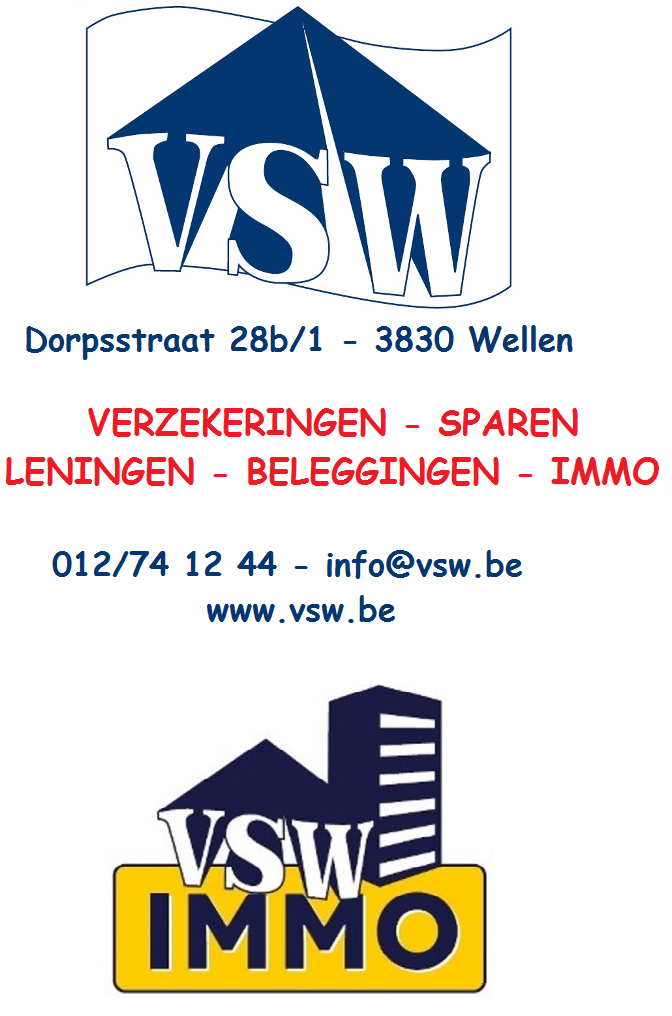 VSW
Dorpsstraat 28b/1 - 3830 Wellen
VERZEKERINGEN - SPAREN
LENINGEN - BELEGGINGEN - IMMO
012/74 12 44 - info@vsw.be
www.vsw.be
VSW
IMMO